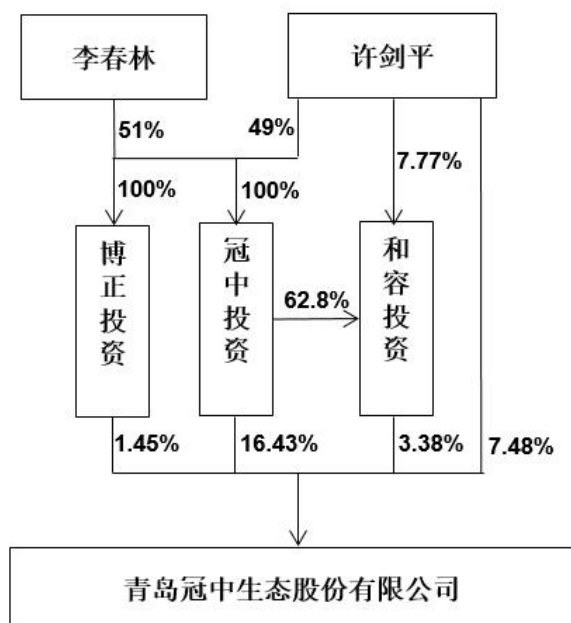 李春林
许剑平
51%
49%
7.77%
100%
100%
博正投资
冠中投资
和容投资
62.8%
1.45%
16.43%
3.38%
7.48%
青岛冠中生态股份有限公司